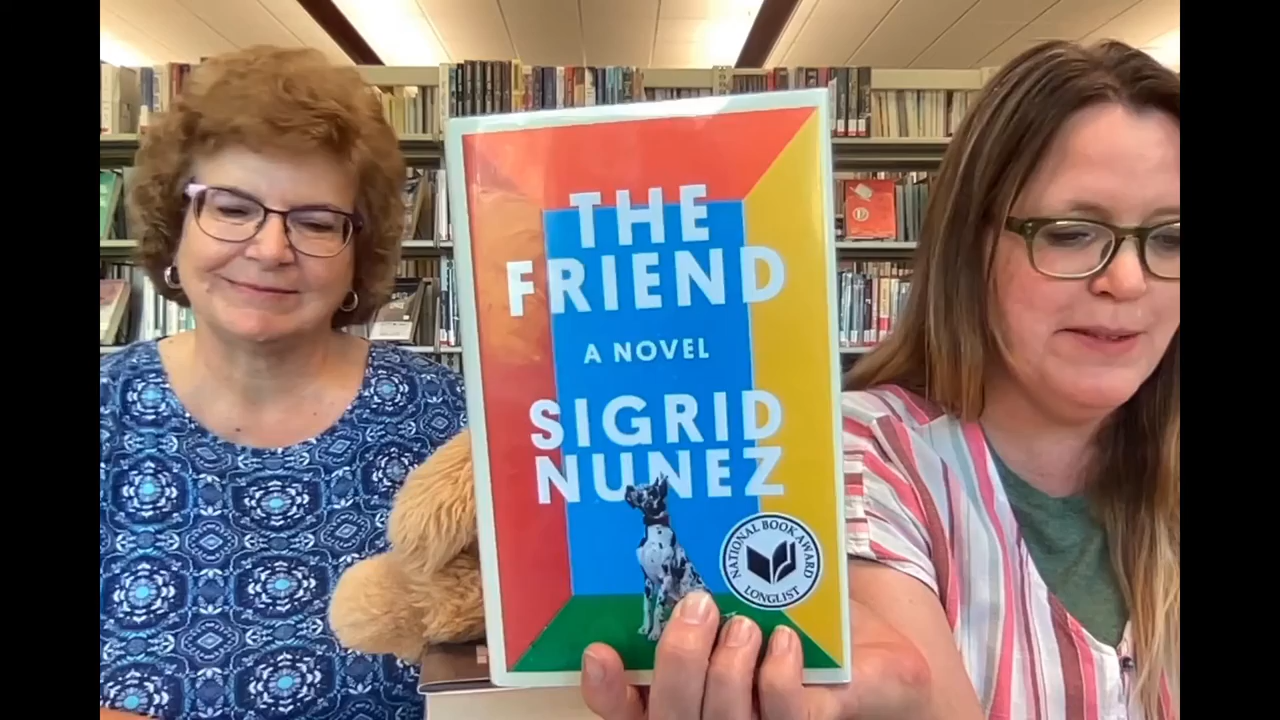 THE
FRIEND
A NOVEL
SIGRID
NUNEZ
NATIONAL BOOK AWARD
LONGLIST